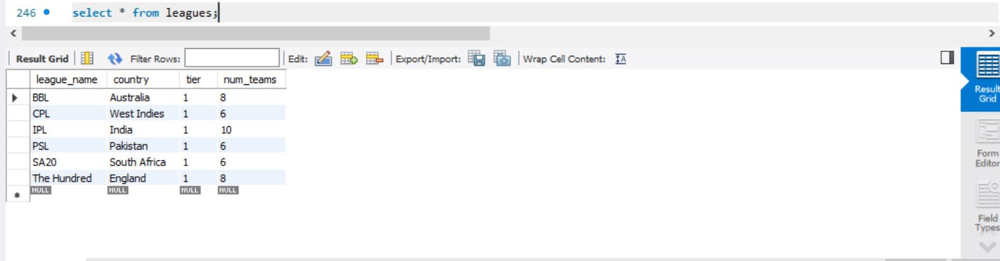 246 select * from leagues;
Result Grid Filter Rows: Edit: Export/Import: Wrap Cell Content: IA
league_name country tier num_teams
BBL Australia 1 8
CPL West Indies 1 6
IPL India 1 10
PSL Pakistan 1 6
SA20 South Africa 1 6
The Hundred England 1 8
NULL NULL NULL NULL
Result
Grid
Form
Editor
Field
Types